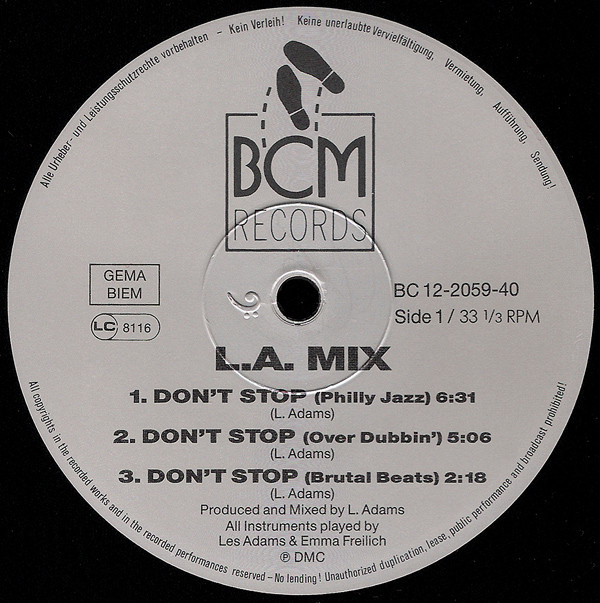 Alle Urheber- und Leistungsschutzrechte vorbehalten – Kein Verleih! Keine unerlaubte Vervielfältigung, Vermietung, Aufführung, Sendung!
BCM
RECORDS
GEMA
BIEM
LC 8116
BC 12-2059-40
Side 1 / 33 1/3 RPM
L.A. MIX
1. DON'T STOP (Philly Jazz) 6:31
(L. Adams)
2. DON'T STOP (Over Dubbin') 5:06
(L. Adams)
3. DON'T STOP (Brutal Beats) 2:18
(L. Adams)
Produced and Mixed by L. Adams
All Instruments played by
Les Adams & Emma Freilich
℗ DMC
All copyrights in the recorded works and in the recorded performances reserved – No lending! Unauthorized duplication, lease, public performance and broadcast prohibited!